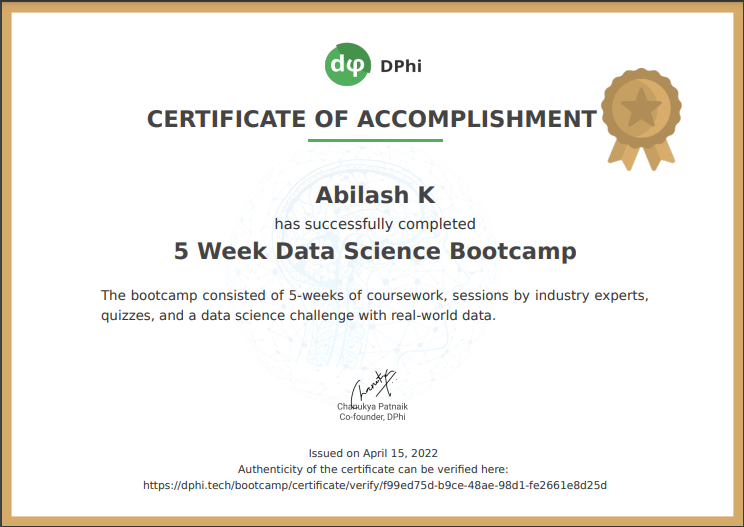 dφ DPhi
CERTIFICATE OF ACCOMPLISHMENT
Abilash K
has successfully completed
5 Week Data Science Bootcamp
The bootcamp consisted of 5-weeks of coursework, sessions by industry experts,
quizzes, and a data science challenge with real-world data.
Chanukya Patnaik
Co-founder, DPhi
Issued on April 15, 2022
Authenticity of the certificate can be verified here:
https://dphi.tech/bootcamp/certificate/verify/f99ed75d-b9ce-48ae-98d1-fe2661e8d25d